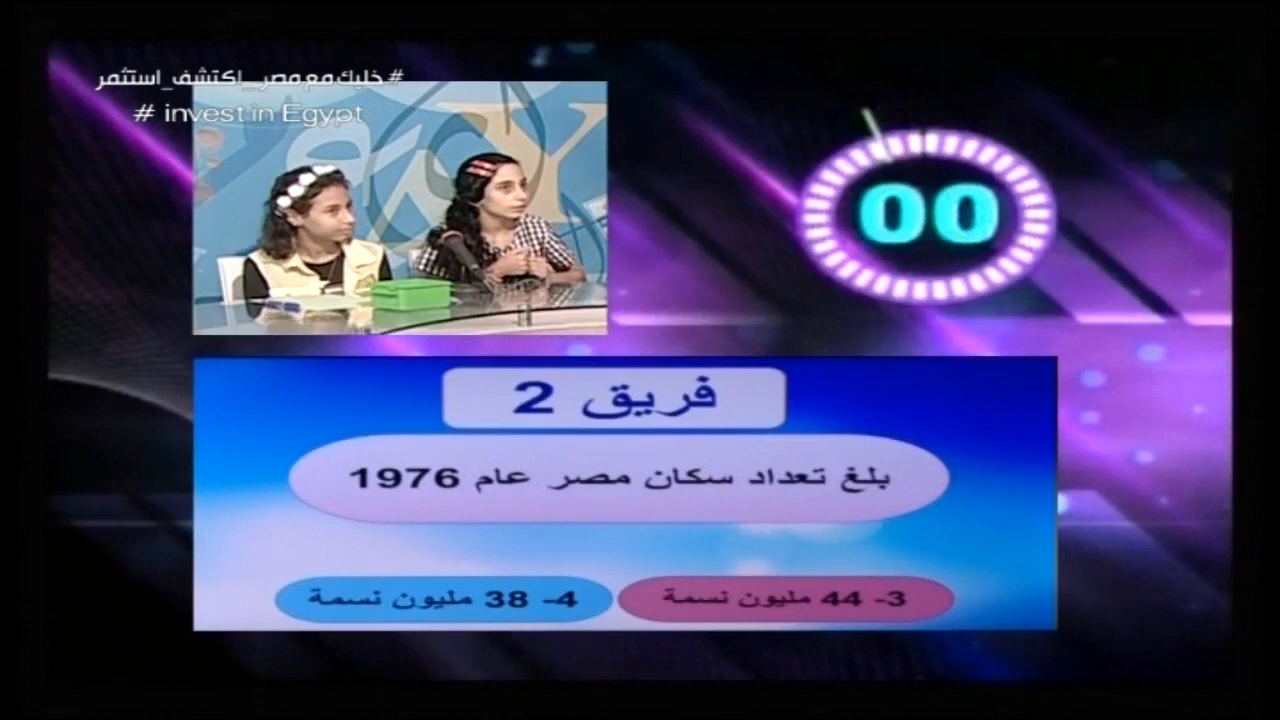 #خليك_مع_مصر_اكتشف_استثمر
# invest in Egypt
00
فريق 2
بلغ تعداد سكان مصر عام 1976
3- 44 مليون نسمة
4- 38 مليون نسمة